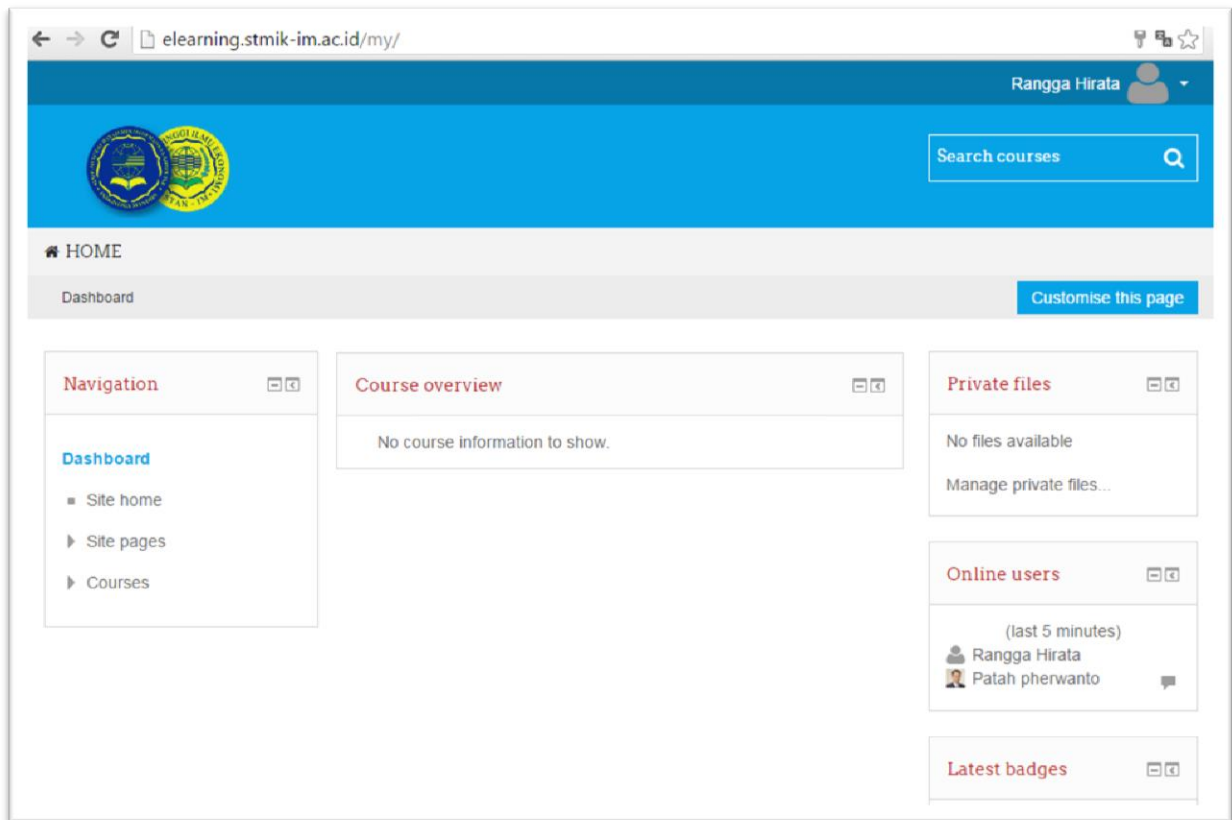 elearning.stmik-im.ac.id/my/
Rangga Hirata
Search courses
HOME
Dashboard
Customise this page
Navigation
Dashboard
Site home
Site pages
Courses
Course overview
No course information to show.
Private files
No files available
Manage private files...
Online users
(last 5 minutes)
Rangga Hirata
Patah pherwanto
Latest badges